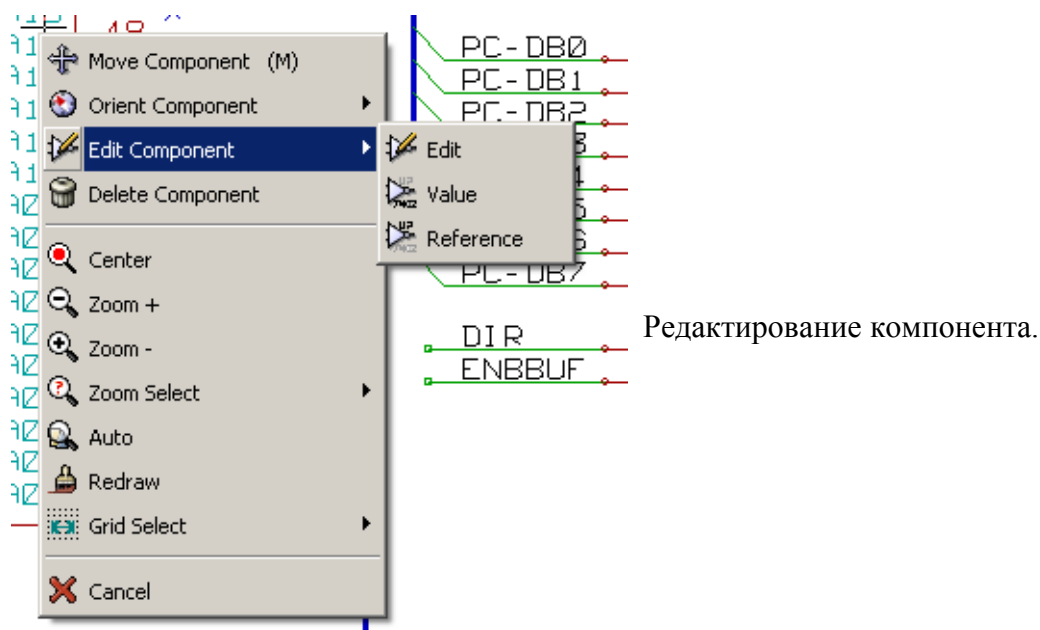 48
Move Component (M)
Orient Component
Edit Component
Delete Component
Center
Zoom +
Zoom -
Zoom Select
Auto
Redraw
Grid Select
Cancel
Edit
Value
Reference
PC-DB0
PC-DB1
PC-DB2
PC-DB7
DIR
ENBBUF
Редактирование компонента.